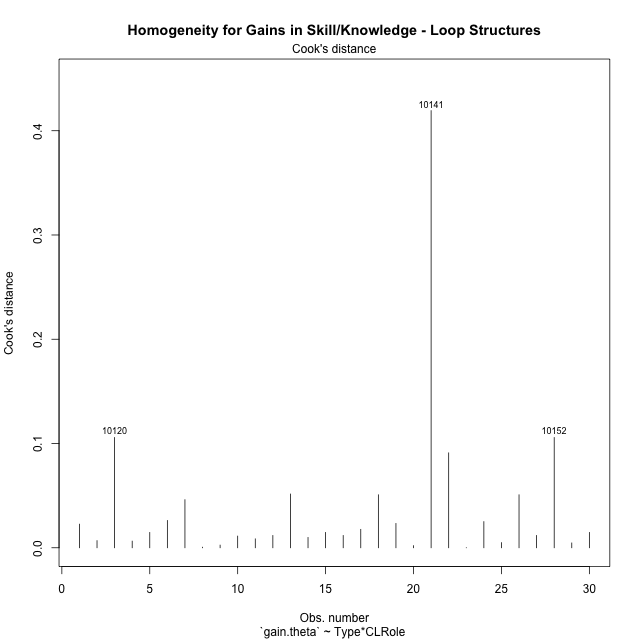 Homogeneity for Gains in Skill/Knowledge - Loop Structures
Cook's distance
10141
0.4
0.3
Cook's distance
0.2
10120
10152
0.1
0.0
0 5 10 15 20 25 30
Obs. number
`gain.theta` ~ Type*CLRole